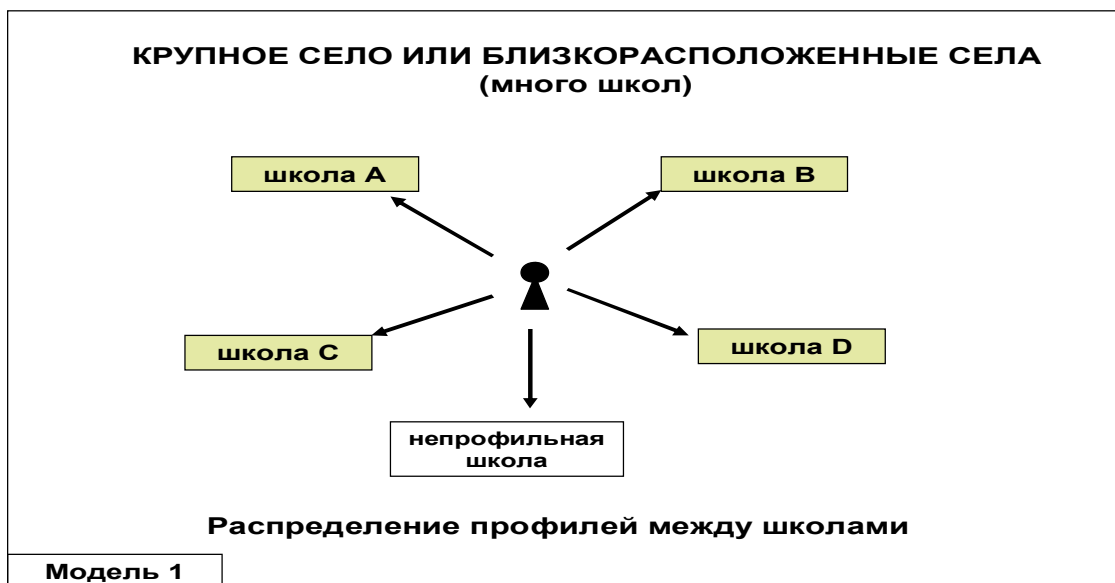 КРУПНОЕ СЕЛО ИЛИ БЛИЗКОРАСПОЛОЖЕННЫЕ СЕЛА
(много школ)
школа A
школа B
школа C
школа D
непрофильная
школа
Распределение профилей между школами
Модель 1